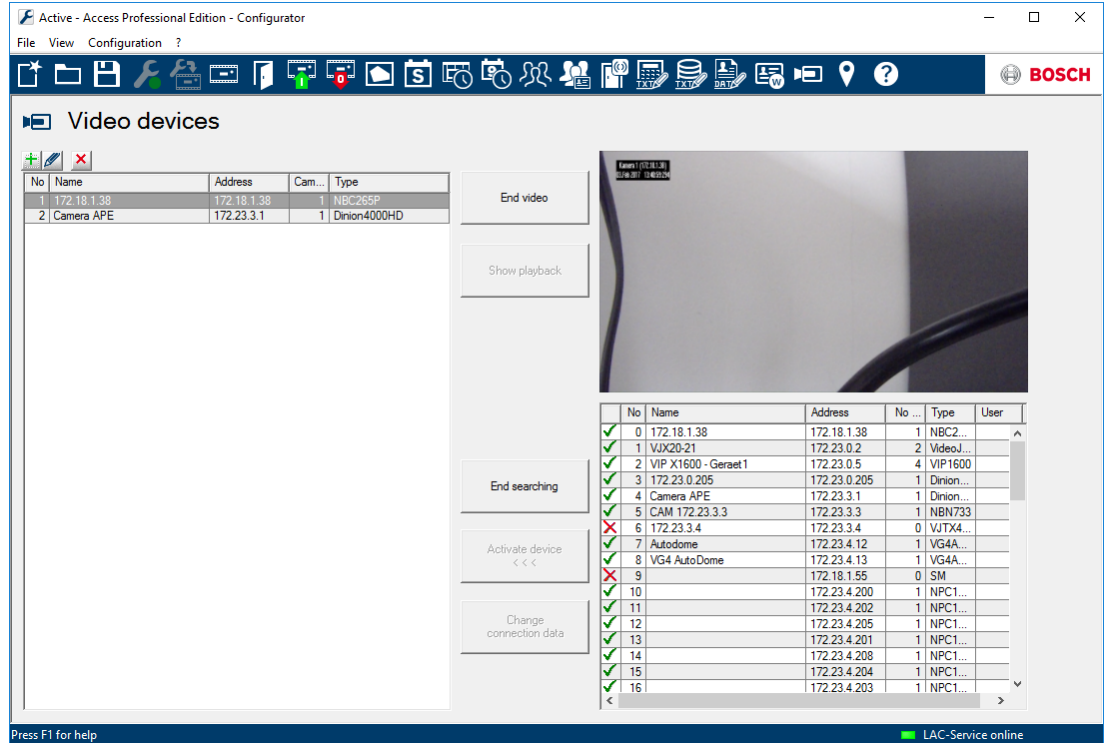 Active - Access Professional Edition - Configurator
File View Configuration ?
S TXT TXT DATA W ? BOSCH
Video devices
No Name Address Cam... Type
1 172.18.1.38 172.18.1.38 1 NBC265P
2 Camera APE 172.23.3.1 1 Dinion4000HD
End video
Show playback
Kamera 1 (172.18.1.38)
End searching
Activate device
< < <
Change
connection data
No Name Address No ... Type User
0 172.18.1.38 172.18.1.38 1 NBC2...
1 VJX20-21 172.23.0.2 2 VideoJ...
2 VIP X1600 - Geraet1 172.23.0.5 4 VIP1600
3 172.23.0.205 172.23.0.205 1 Dinion...
4 Camera APE 172.23.3.1 1 Dinion...
5 CAM 172.23.3.3 172.23.3.3 1 NBN733
6 172.23.3.4 172.23.3.4 0 VJTX4...
7 Autodome 172.23.4.12 1 VG4A...
8 VG4 AutoDome 172.23.4.13 1 VG4A...
9 172.18.1.55 0 SM
10 172.23.4.200 1 NPC1...
11 172.23.4.202 1 NPC1...
12 172.23.4.205 1 NPC1...
13 172.23.4.201 1 NPC1...
14 172.23.4.208 1 NPC1...
15 172.23.4.204 1 NPC1...
16 172.23.4.203 1 NPC1...
Press F1 for help
LAC-Service online